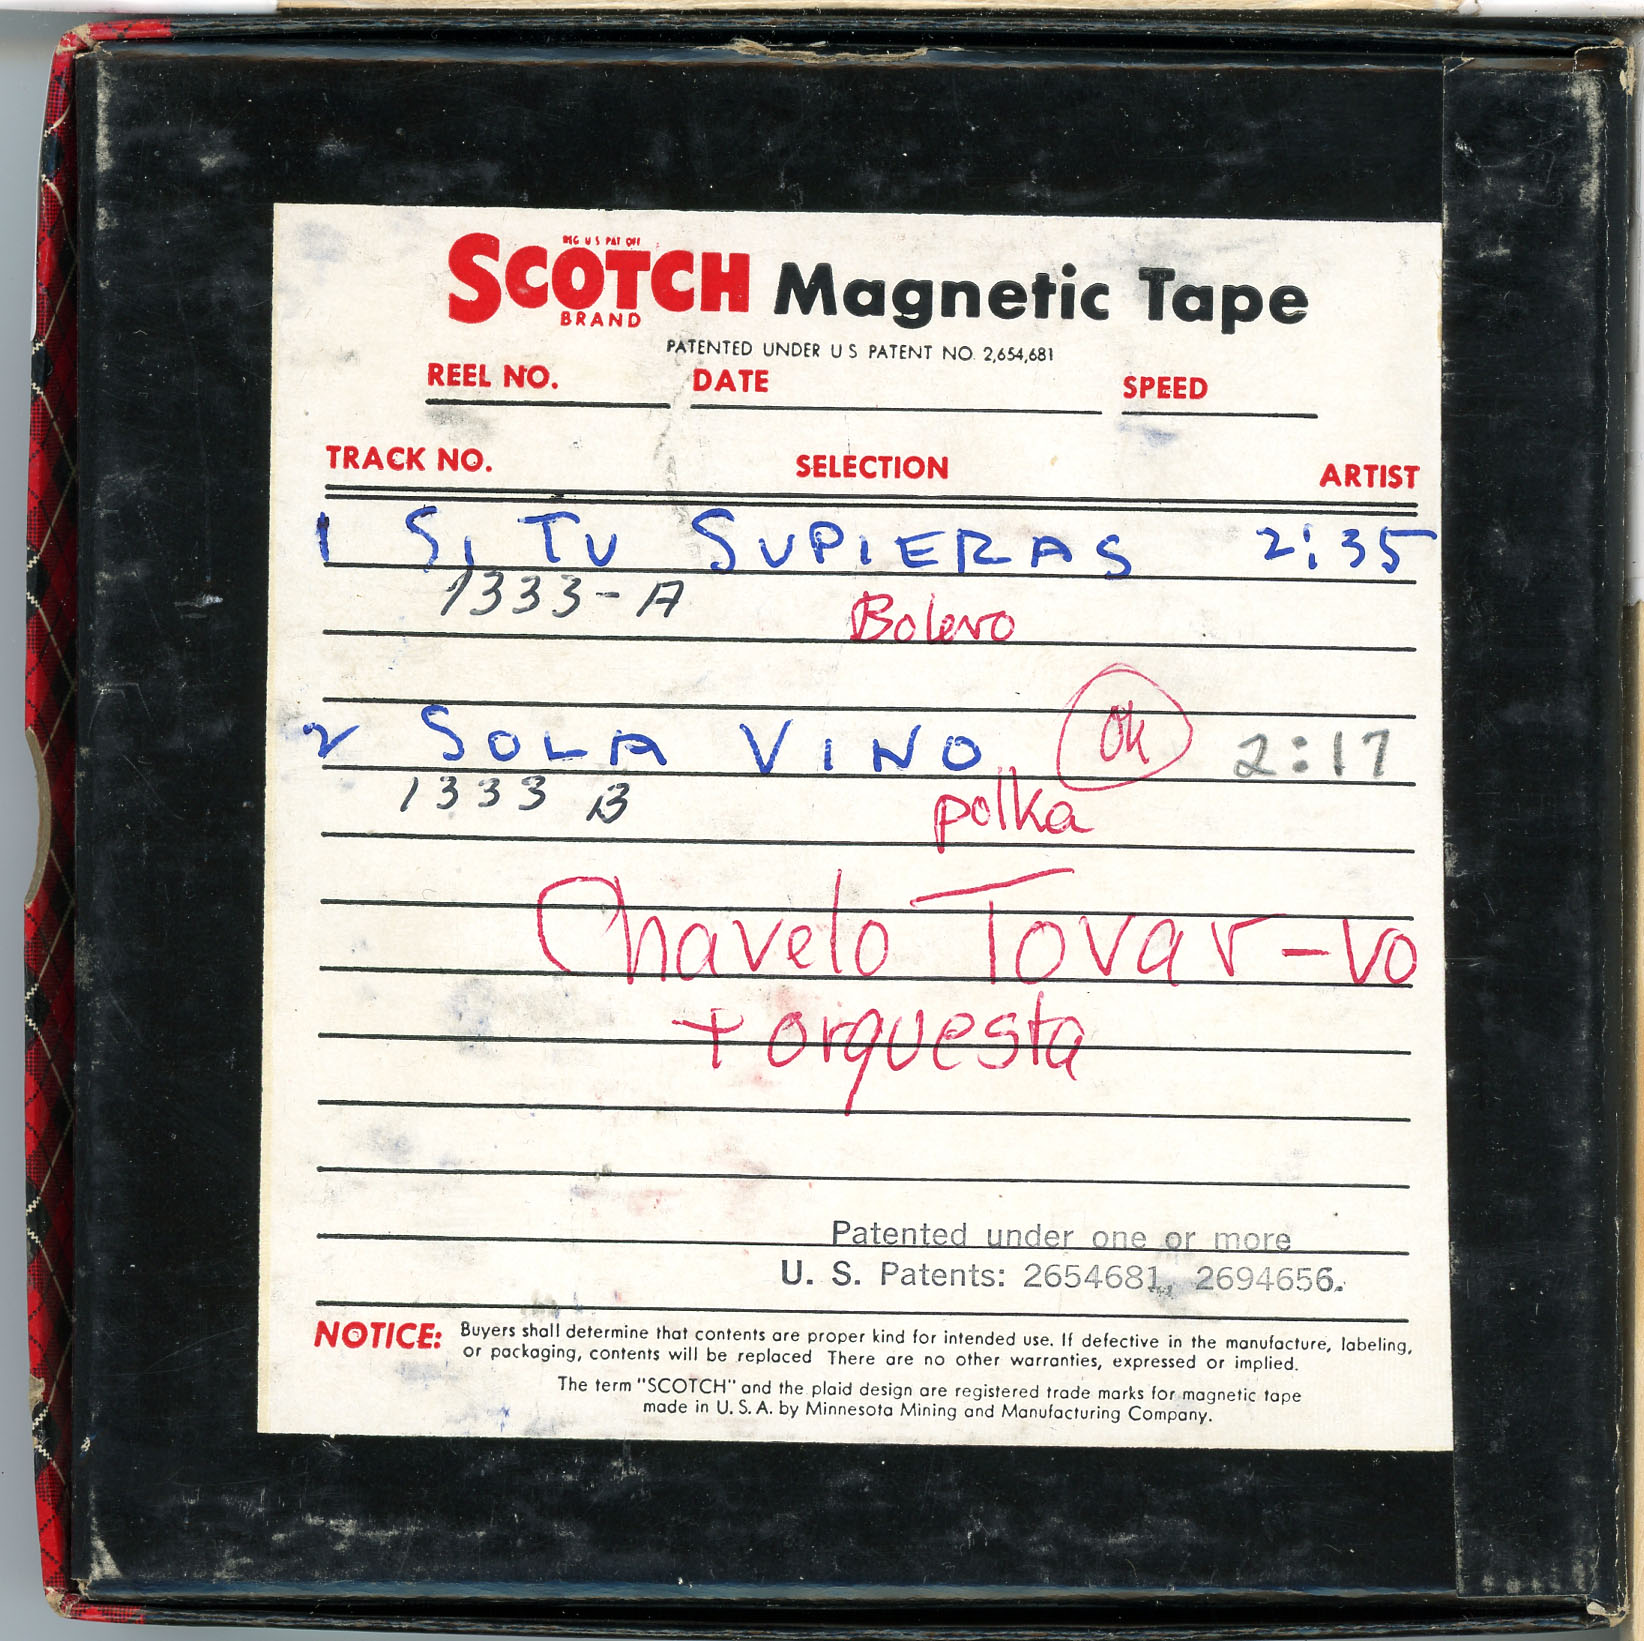 REG U S PAT OFF
SCOTCH Magnetic Tape
BRAND
PATENTED UNDER U S PATENT NO. 2,654,681
REEL NO. DATE SPEED
TRACK NO. SELECTION ARTIST
1 Si TU SUPIERAS 2:35
1333-A Bolero
2 SOLA VINO Ok 2:17
1333 B polka
Chavelo Tovar - vo
+ orquesta
Patented under one or more
U. S. Patents: 2654681, 2694656.
NOTICE: Buyers shall determine that contents are proper kind for intended use. If defective in the manufacture, labeling,
or packaging, contents will be replaced There are no other warranties, expressed or implied.
The term "SCOTCH" and the plaid design are registered trade marks for magnetic tape
made in U. S. A. by Minnesota Mining and Manufacturing Company.